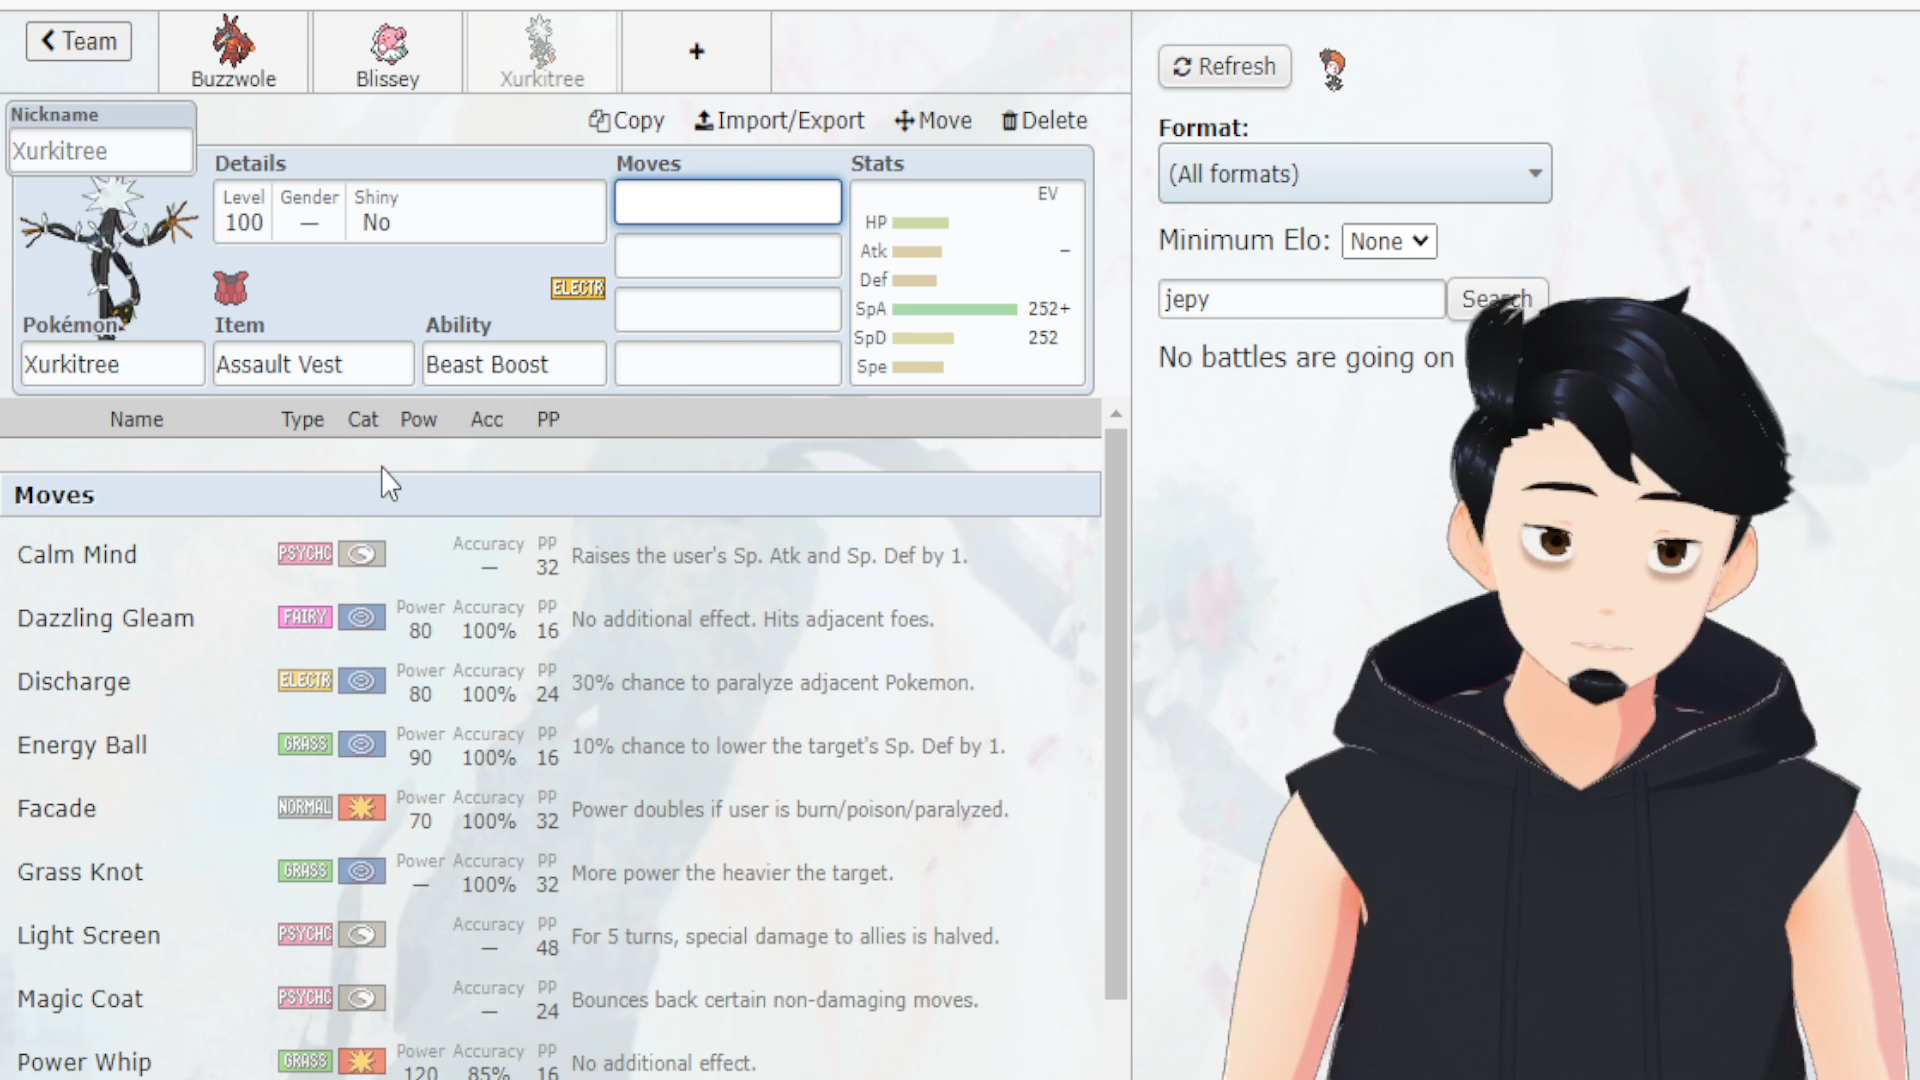 Team
Buzzwole
Blissey
Xurkitree
+
Refresh
Nickname
Xurkitree
Copy
Import/Export
Move
Delete
Format:
(All formats)
Details
Moves
Stats
Level
Gender
Shiny
EV
100
—
No
HP
Minimum Elo: None
Atk –
Def
ELECTR
jepy
Search
SpA 252+
Pokémon
Item
Ability
SpD 252
Xurkitree
Assault Vest
Beast Boost
Spe
No battles are going on
Name Type Cat Pow Acc PP
Moves
Calm Mind PSYCHC Accuracy — PP 32 Raises the user's Sp. Atk and Sp. Def by 1.
Dazzling Gleam FAIRY Power 80 Accuracy 100% PP 16 No additional effect. Hits adjacent foes.
Discharge ELECTR Power 80 Accuracy 100% PP 24 30% chance to paralyze adjacent Pokemon.
Energy Ball GRASS Power 90 Accuracy 100% PP 16 10% chance to lower the target's Sp. Def by 1.
Facade NORMAL Power 70 Accuracy 100% PP 32 Power doubles if user is burn/poison/paralyzed.
Grass Knot GRASS Power — Accuracy 100% PP 32 More power the heavier the target.
Light Screen PSYCHC Accuracy — PP 48 For 5 turns, special damage to allies is halved.
Magic Coat PSYCHC Accuracy — PP 24 Bounces back certain non-damaging moves.
Power Whip GRASS Power 120 Accuracy 85% PP 16 No additional effect.